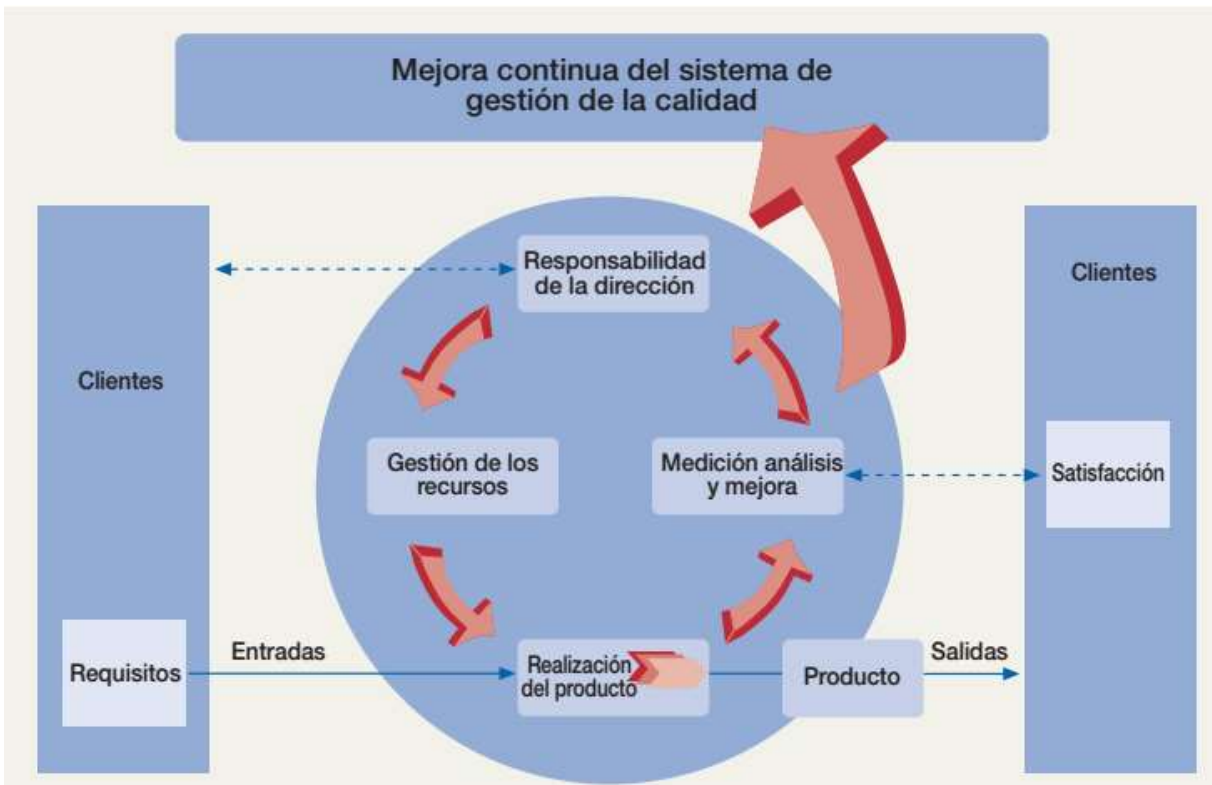 Mejora continua del sistema de
gestión de la calidad
Responsabilidad
de la dirección
Clientes
Clientes
Gestión de los
recursos
Medición análisis
y mejora
Satisfacción
Requisitos
Entradas
Realización
del producto
Producto
Salidas